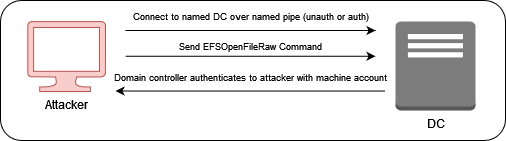 Connect to named DC over named pipe (unauth or auth)
Send EFSOpenFileRaw Command
Domain controller authenticates to attacker with machine account
Attacker
DC